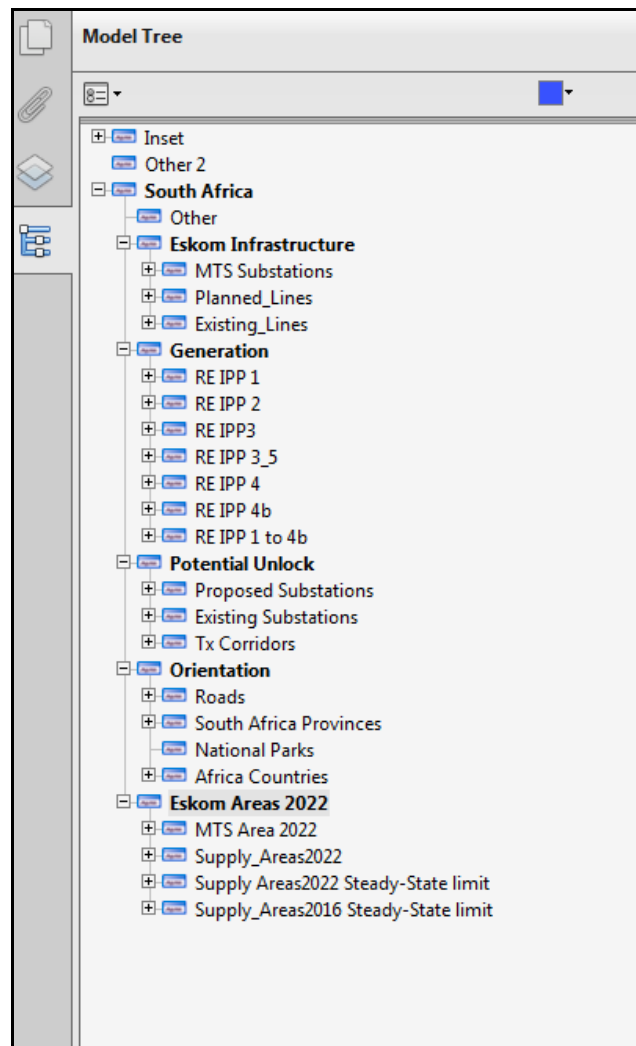 Model Tree
Inset
Other 2
South Africa
Other
Eskom Infrastructure
MTS Substations
Planned_Lines
Existing_Lines
Generation
RE IPP 1
RE IPP 2
RE IPP3
RE IPP 3_5
RE IPP 4
RE IPP 4b
RE IPP 1 to 4b
Potential Unlock
Proposed Substations
Existing Substations
Tx Corridors
Orientation
Roads
South Africa Provinces
National Parks
Africa Countries
Eskom Areas 2022
MTS Area 2022
Supply_Areas2022
Supply Areas2022 Steady-State limit
Supply_Areas2016 Steady-State limit